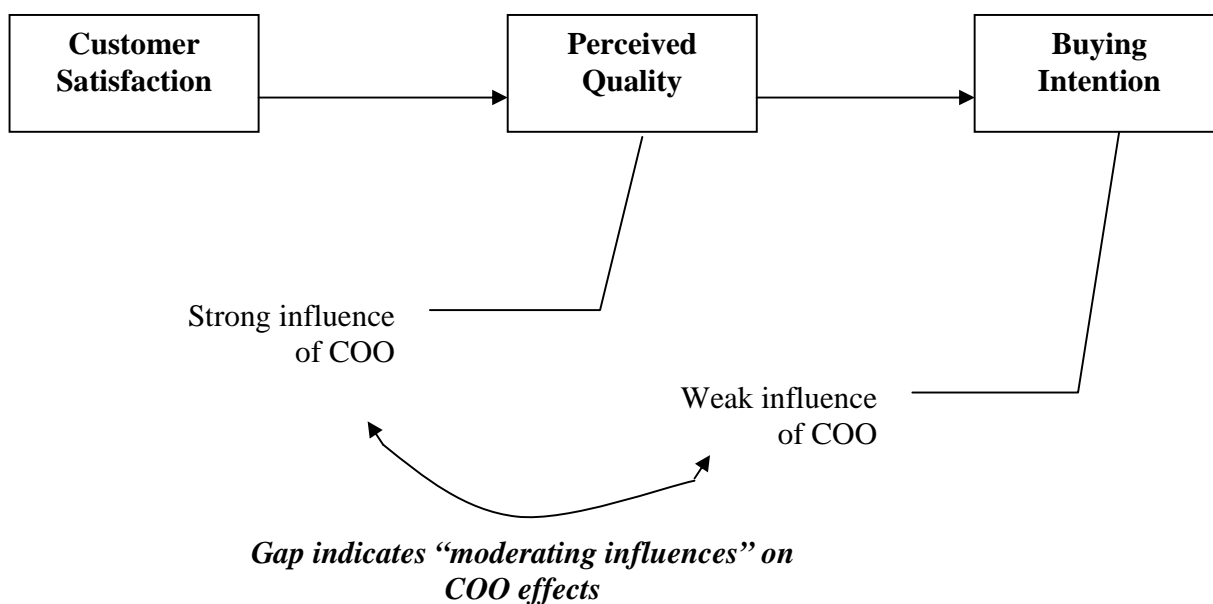 Customer
Satisfaction
Perceived
Quality
Buying
Intention
Strong influence
of COO
Weak influence
of COO
Gap indicates “moderating influences” on
COO effects